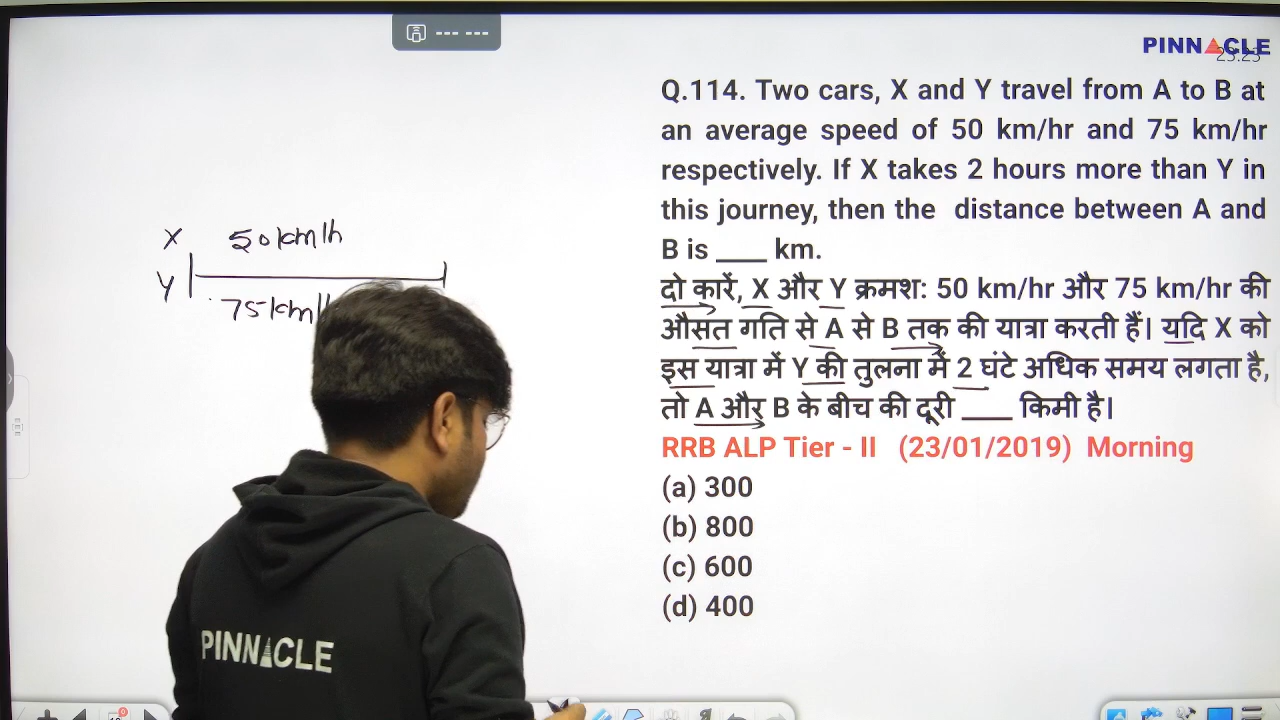 PINNACLE
23:23
Q.114. Two cars, X and Y travel from A to B at
an average speed of 50 km/hr and 75 km/hr
respectively. If X takes 2 hours more than Y in
this journey, then the distance between A and
B is ____ km.
दो कारें, X और Y क्रमश: 50 km/hr और 75 km/hr की
औसत गति से A से B तक की यात्रा करती हैं। यदि X को
इस यात्रा में Y की तुलना में 2 घंटे अधिक समय लगता है,
तो A और B के बीच की दूरी ____ किमी है।
RRB ALP Tier - II (23/01/2019) Morning
(a) 300
(b) 800
(c) 600
(d) 400
X 50km/h
Y 75km/h
PINNACLE